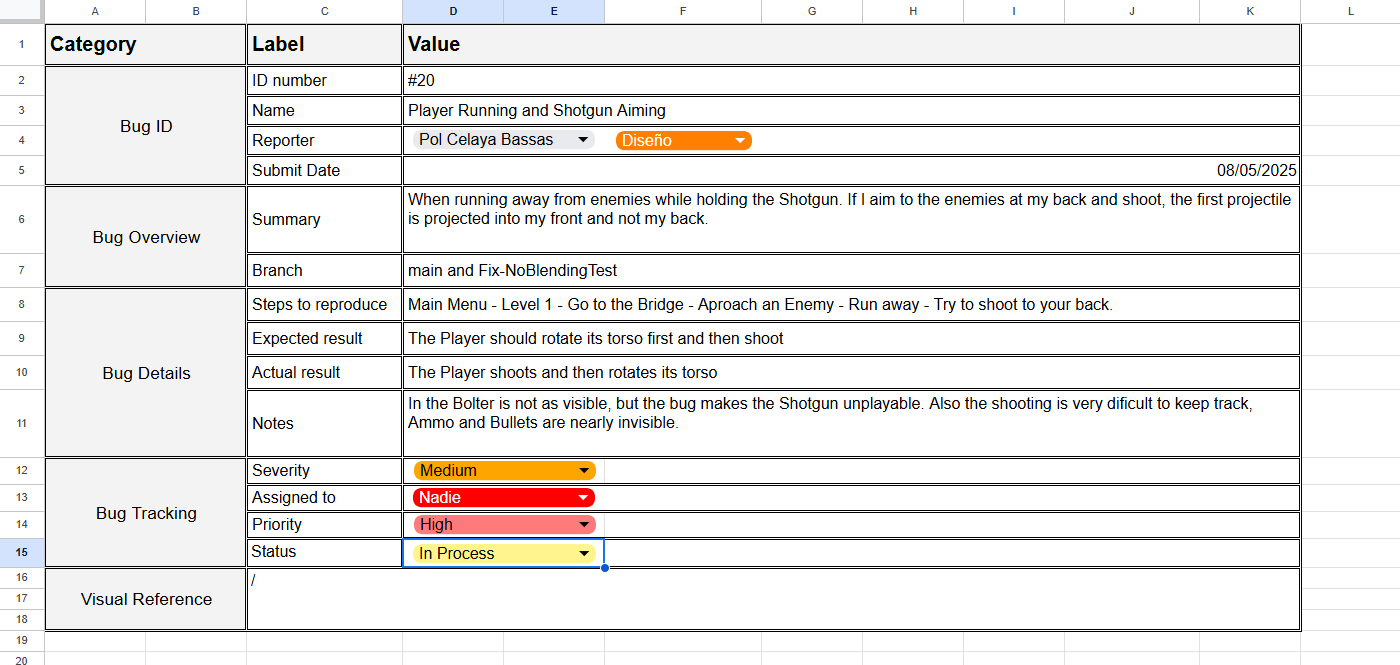 A B C D E F G H I J K L
1 Category Label Value
2 ID number #20
3 Name Player Running and Shotgun Aiming
Bug ID
4 Reporter Pol Celaya Bassas Diseño
5 Submit Date 08/05/2025
6 Summary When running away from enemies while holding the Shotgun. If I aim to the enemies at my back and shoot, the first projectile
is projected into my front and not my back.
Bug Overview
7 Branch main and Fix-NoBlendingTest
8 Steps to reproduce Main Menu - Level 1 - Go to the Bridge - Aproach an Enemy - Run away - Try to shoot to your back.
9 Expected result The Player should rotate its torso first and then shoot
10 Bug Details Actual result The Player shoots and then rotates its torso
11 Notes In the Bolter is not as visible, but the bug makes the Shotgun unplayable. Also the shooting is very dificult to keep track,
Ammo and Bullets are nearly invisible.
12 Severity Medium
13 Assigned to Nadie
Bug Tracking
14 Priority High
15 Status In Process
16 /
17 Visual Reference
18
19
20